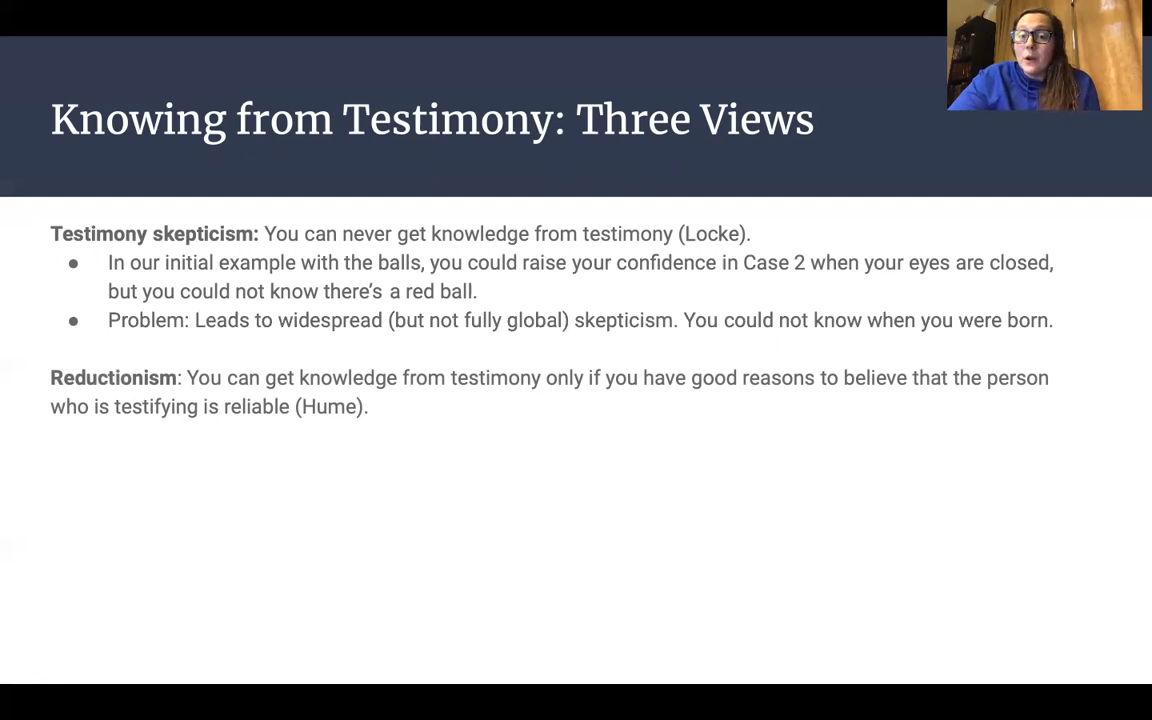 Knowing from Testimony: Three Views
Testimony skepticism: You can never get knowledge from testimony (Locke).
● In our initial example with the balls, you could raise your confidence in Case 2 when your eyes are closed,
but you could not know there's a red ball.
● Problem: Leads to widespread (but not fully global) skepticism. You could not know when you were born.
Reductionism: You can get knowledge from testimony only if you have good reasons to believe that the person
who is testifying is reliable (Hume).